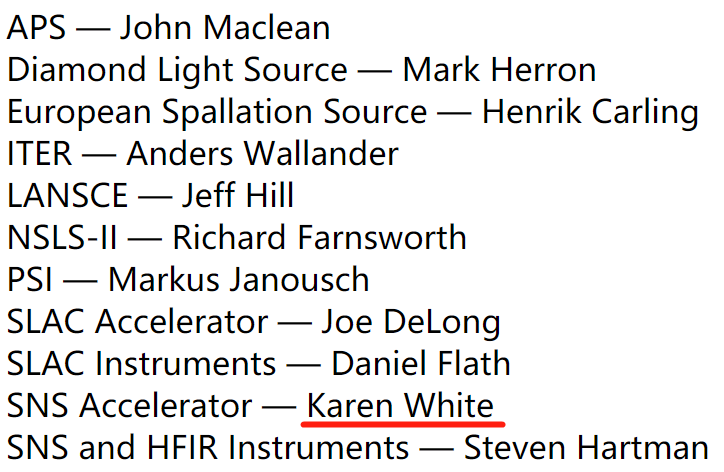 APS — John Maclean
Diamond Light Source — Mark Herron
European Spallation Source — Henrik Carling
ITER — Anders Wallander
LANSCE — Jeff Hill
NSLS-II — Richard Farnsworth
PSI — Markus Janousch
SLAC Accelerator — Joe DeLong
SLAC Instruments — Daniel Flath
SNS Accelerator — Karen White
SNS and HFIR Instruments — Steven Hartman